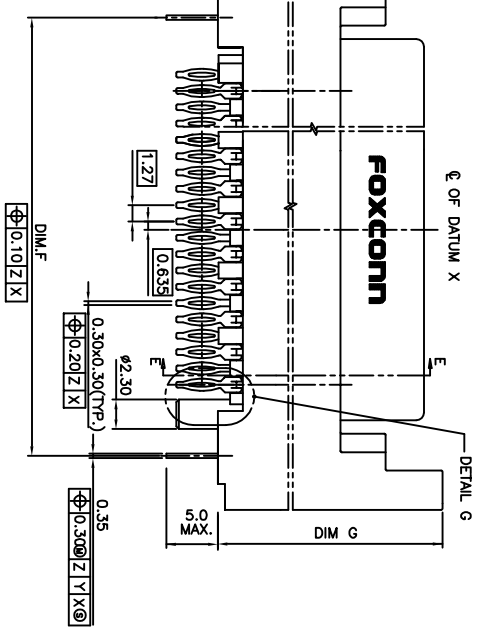 ℄ OF DATUM X
FOXCONN
1.27
0.635
DIM.F
⌖ 0.10 Z X
0.30x0.30(TYP.)
⌖ 0.20 Z X
ø2.30
E
E
DETAIL G
5.0
MAX.
DIM G
0.35
⌖ 0.30Ⓜ Z Y XⓈ